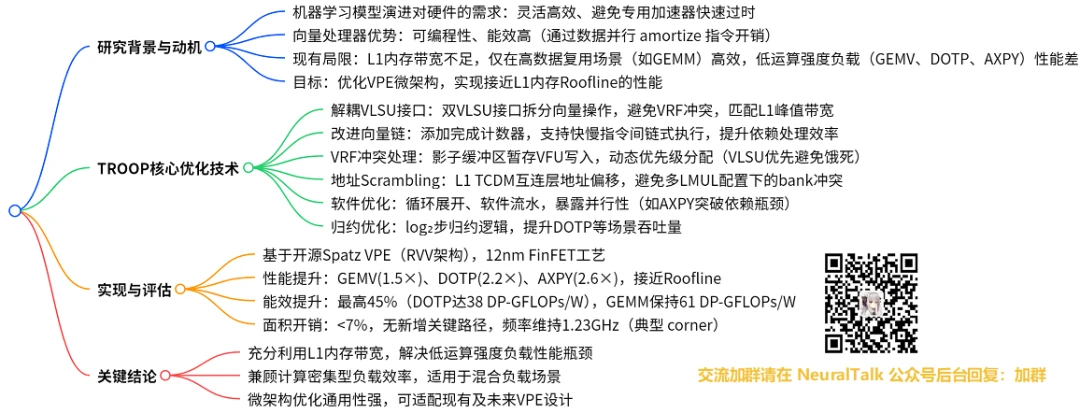 研究背景与动机
机器学习模型演进对硬件的需求：灵活高效、避免专用加速器快速过时
向量处理器优势：可编程性、能效高（通过数据并行 amortize 指令开销）
现有局限：L1内存带宽不足，仅在高数据复用场景（如GEMM）高效，低运算强度负载（GEMV、DOTP、AXPY）性能差
目标：优化VPE微架构，实现接近L1内存Roofline的性能
TROOP核心优化技术
解耦VLSU接口：双VLSU接口拆分向量操作，避免VRF冲突，匹配L1峰值带宽
改进向量链：添加完成计数器，支持快慢指令间链式执行，提升依赖处理效率
VRF冲突处理：影子缓冲区暂存VFU写入，动态优先级分配（VLSU优先避免饿死）
地址Scrambling：L1 TCDM互连层地址偏移，避免多LMUL配置下的bank冲突
软件优化：循环展开、软件流水，暴露并行性（如AXPY突破依赖瓶颈）
归约优化：log₂步归约逻辑，提升DOTP等场景吞吐量
实现与评估
基于开源Spatz VPE（RVV架构），12nm FinFET工艺
性能提升：GEMV(1.5×)、DOTP(2.2×)、AXPY(2.6×)，接近Roofline
能效提升：最高45%（DOTP达38 DP-GFLOPs/W），GEMM保持61 DP-GFLOPs/W
面积开销：<7%，无新增关键路径，频率维持1.23GHz（典型 corner）
关键结论
充分利用L1内存带宽，解决低运算强度负载性能瓶颈
兼顾计算密集型负载效率，适用于混合负载场景
微架构优化通用性强，可适配现有及未来VPE设计
交流加群请在 NeuralTalk 公众号后台回复：加群